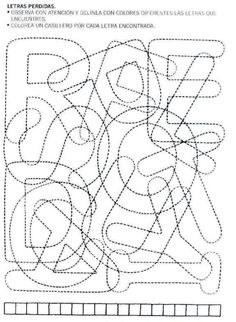 LETRAS PERDIDAS.
• OBSERVA CON ATENCIÓN Y DELINEA CON COLORES DIFERENTES LAS LETRAS QUE
ENCUENTRES.
• COLOREA UN CASILLERO POR CADA LETRA ENCONTRADA.